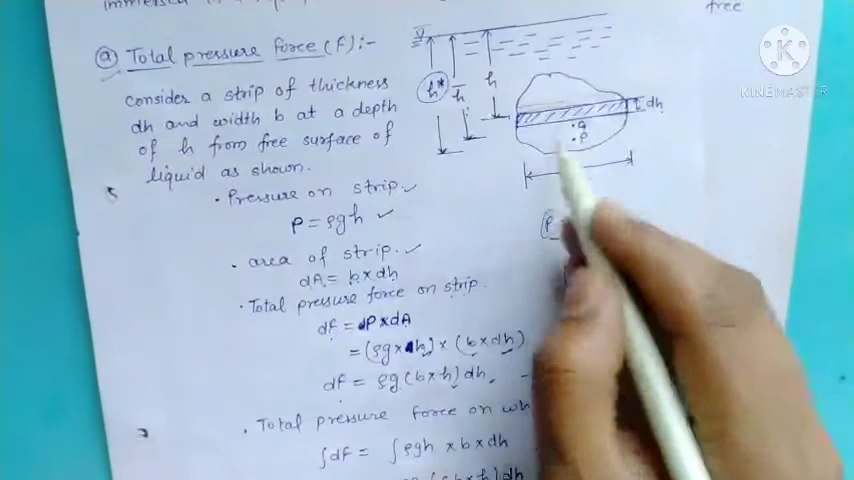 free
ⓐ Total pressure force (F):-
consider a strip of thickness
dh and width b at a depth
of h from free surface of
liquid as shown.
• Pressure on strip.
P = ρgh
• area of strip.
dA = b×dh
• Total pressure force on strip.
dF = P×dA
= (ρg×h) × (b×dh)
dF = ρg(b×h)dh
• Total pressure force on wh
∫dF = ∫ρgh × b × dh
h*
h̄
h
dh
G
P
KINEMASTER